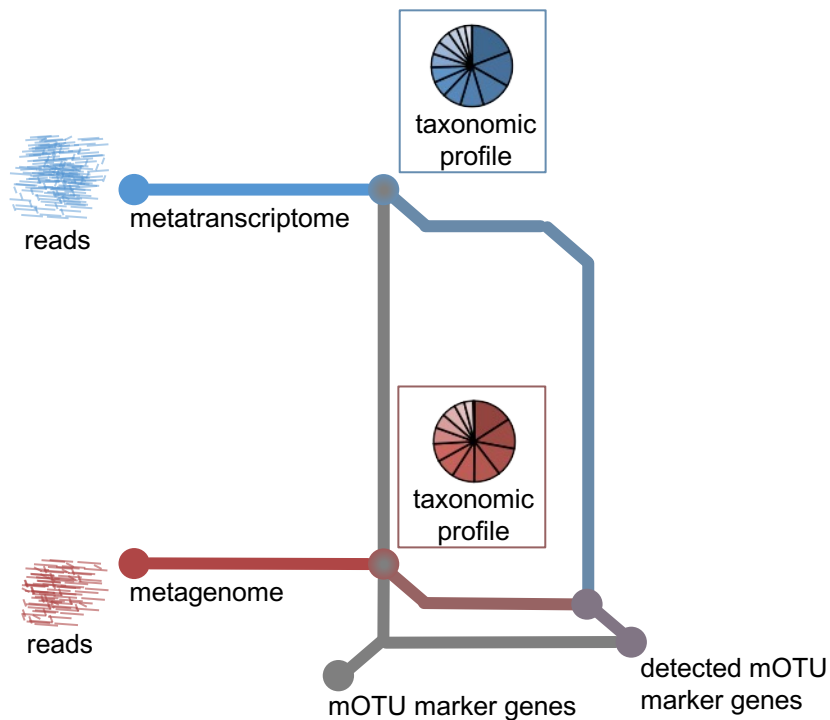 taxonomic
profile
reads
metatranscriptome
taxonomic
profile
reads
metagenome
mOTU marker genes
detected mOTU
marker genes